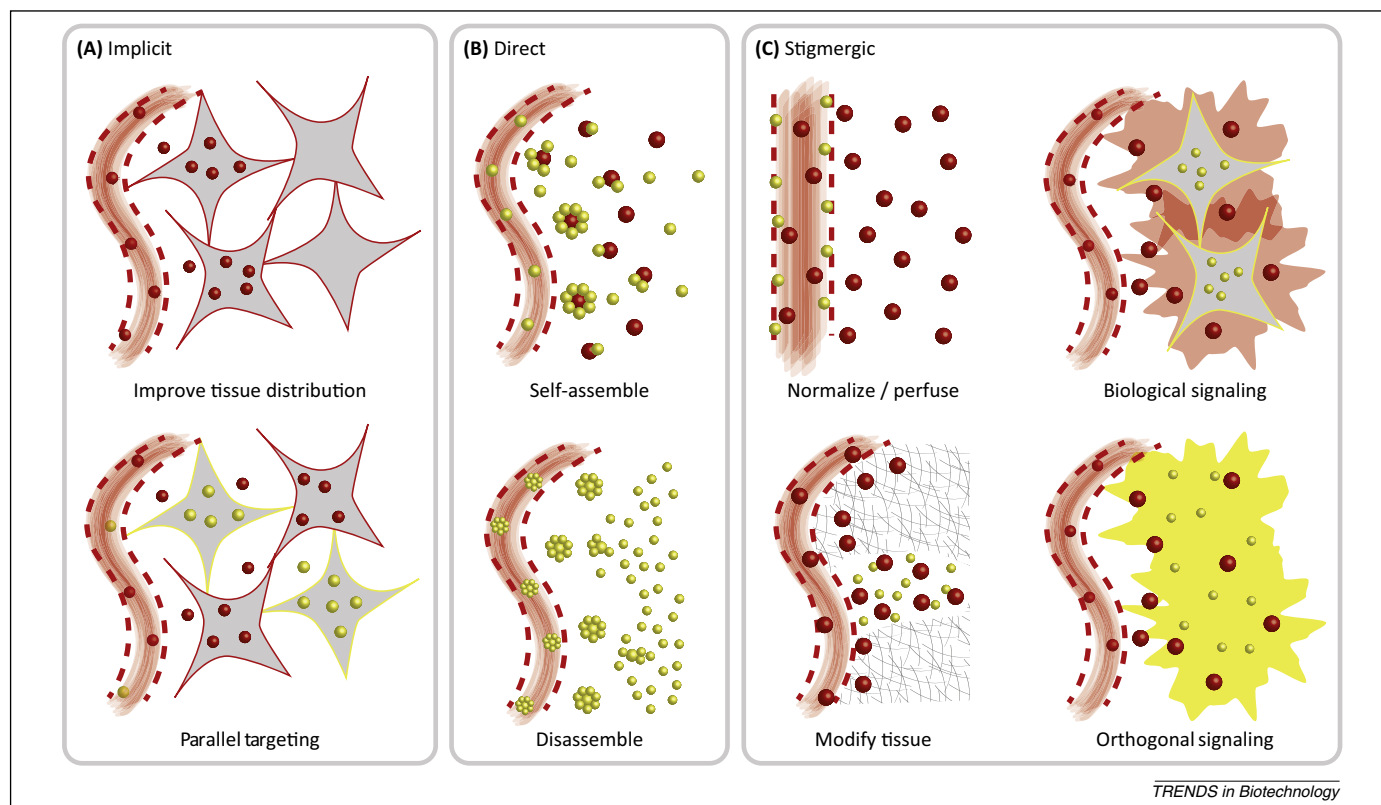 (A) Implicit
Improve tissue distribution
Parallel targeting
(B) Direct
Self-assemble
Disassemble
(C) Stigmergic
Normalize / perfuse
Biological signaling
Modify tissue
Orthogonal signaling
TRENDS in Biotechnology